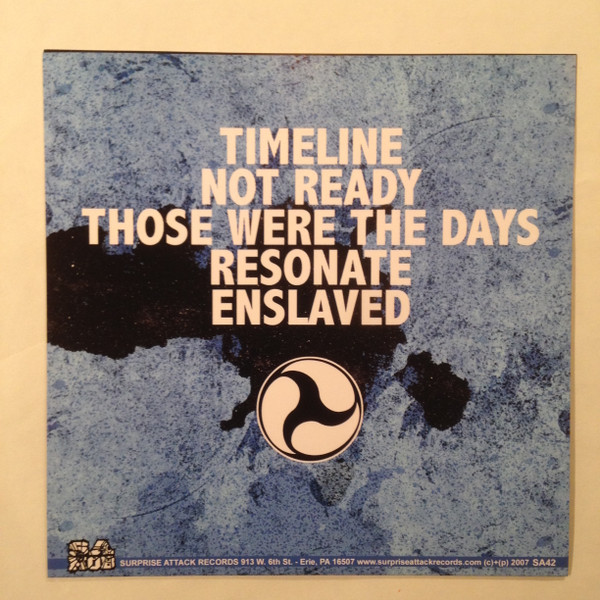 TIMELINE
NOT READY
THOSE WERE THE DAYS
RESONATE
ENSLAVED
SURPRISE ATTACK RECORDS 913 W. 6th St. - Erie, PA 16507 www.surpriseattackrecords.com (c)+(p) 2007 SA42